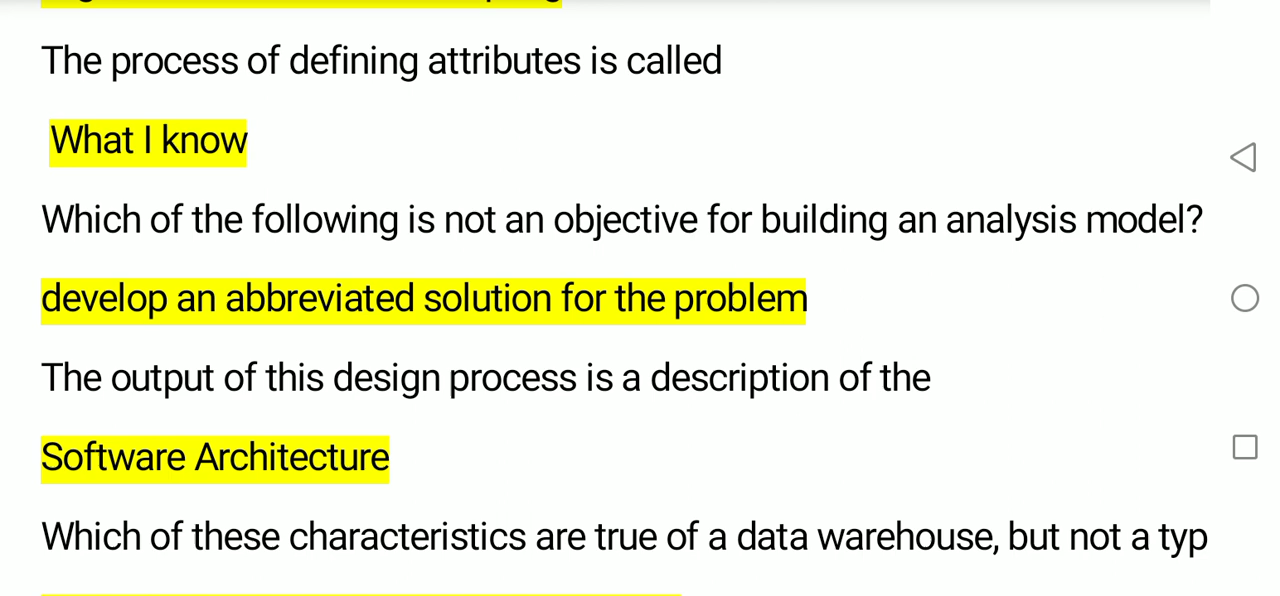 The process of defining attributes is called
What I know
Which of the following is not an objective for building an analysis model?
develop an abbreviated solution for the problem
The output of this design process is a description of the
Software Architecture
Which of these characteristics are true of a data warehouse, but not a typ